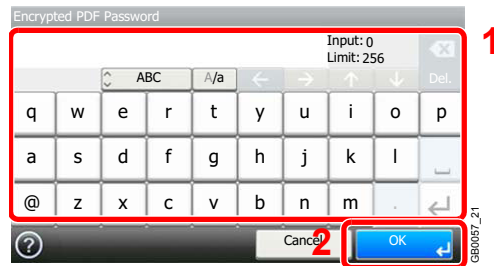 Encrypted PDF Password
1
Input: 0
Limit: 256
ABC A/a Del.
q w e r t y u i o p
a s d f g h j k l
@ z x c v b n m .
? Cancel 2 OK
GB0057_21